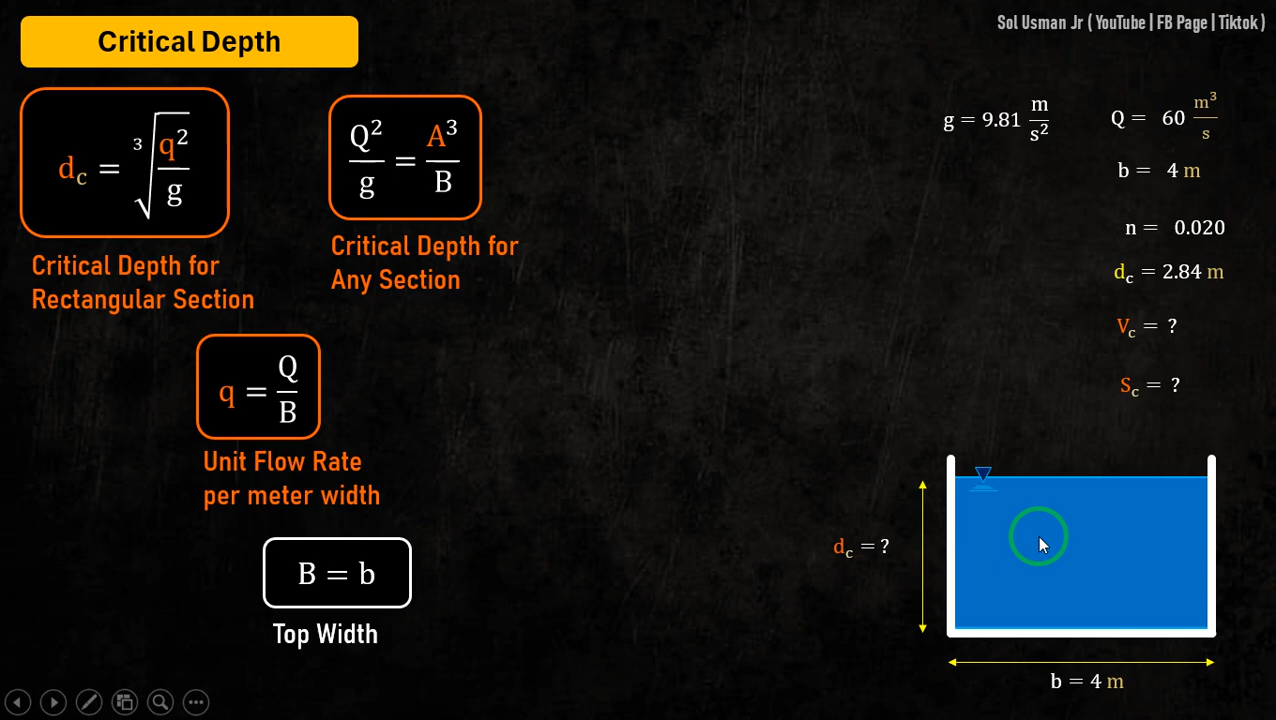 Sol Usman Jr ( YouTube | FB Page | Tiktok )
Critical Depth
d_c = ∛(q²/g)
Critical Depth for
Rectangular Section
Q²/g = A³/B
Critical Depth for
Any Section
q = Q/B
Unit Flow Rate
per meter width
B = b
Top Width
g = 9.81 m/s²
Q = 60 m³/s
b = 4 m
n = 0.020
d_c = 2.84 m
V_c = ?
S_c = ?
d_c = ?
b = 4 m